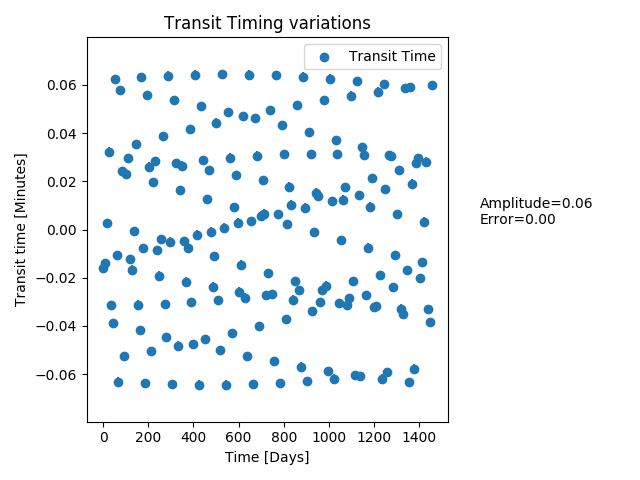 Transit Timing variations
Transit Time
0.06
0.04
0.02
0.00
−0.02
−0.04
−0.06
Transit time [Minutes]
0 200 400 600 800 1000 1200 1400
Time [Days]
Amplitude=0.06
Error=0.00